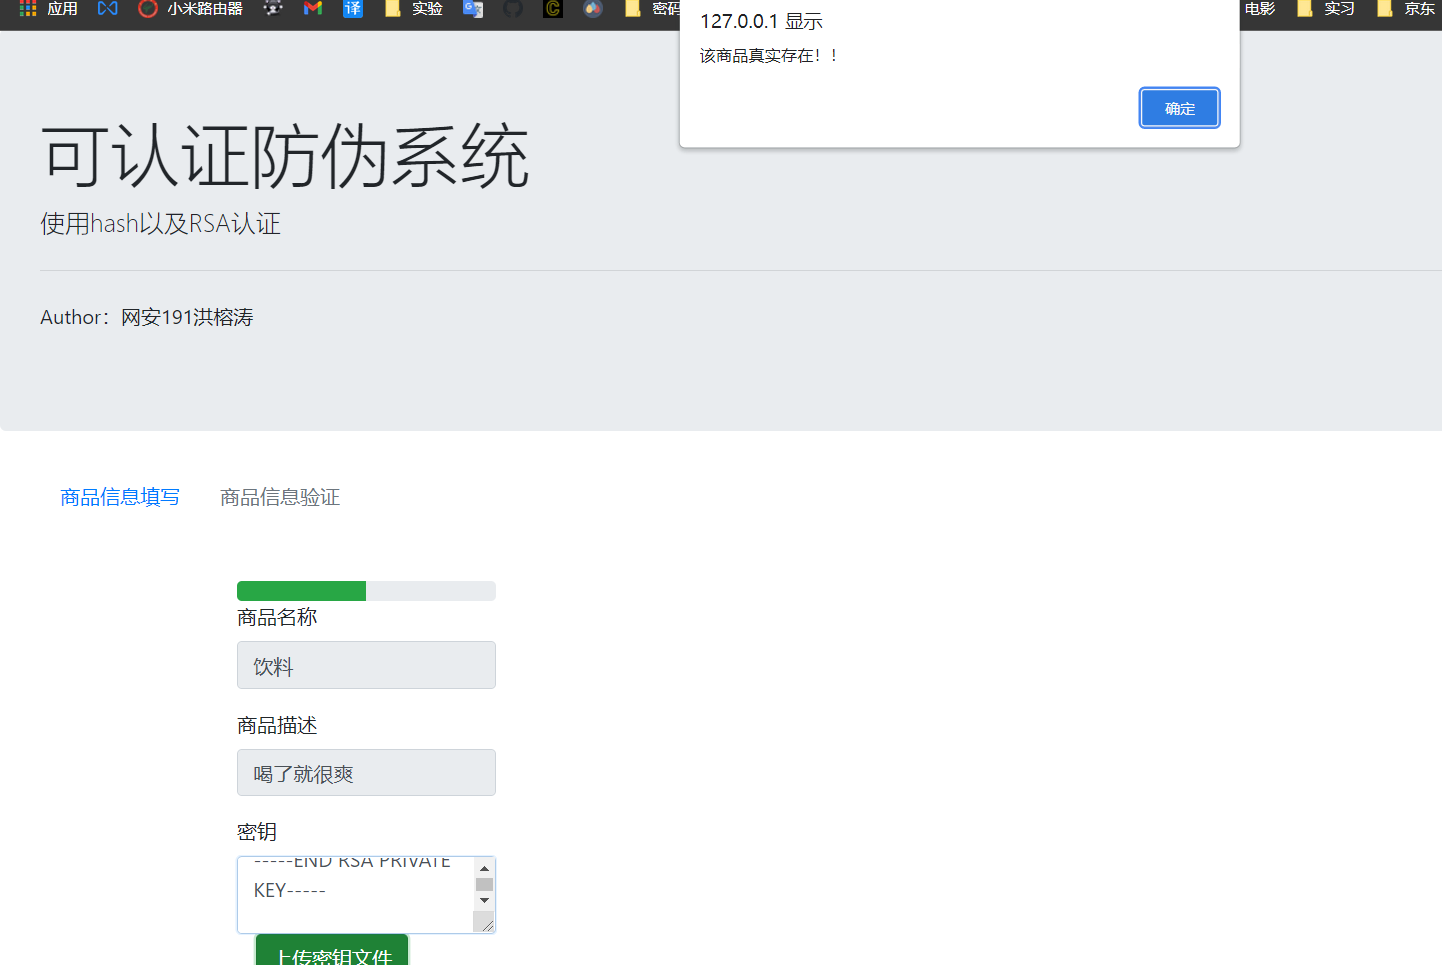 应用 小米路由器 译 实验 密码 电影 实习 京东
127.0.0.1 显示
该商品真实存在！！
确定
可认证防伪系统
使用hash以及RSA认证
Author：网安191洪榕涛
商品信息填写 商品信息验证
商品名称
饮料
商品描述
喝了就很爽
密钥
-----END RSA PRIVATE
KEY-----
上传密钥文件